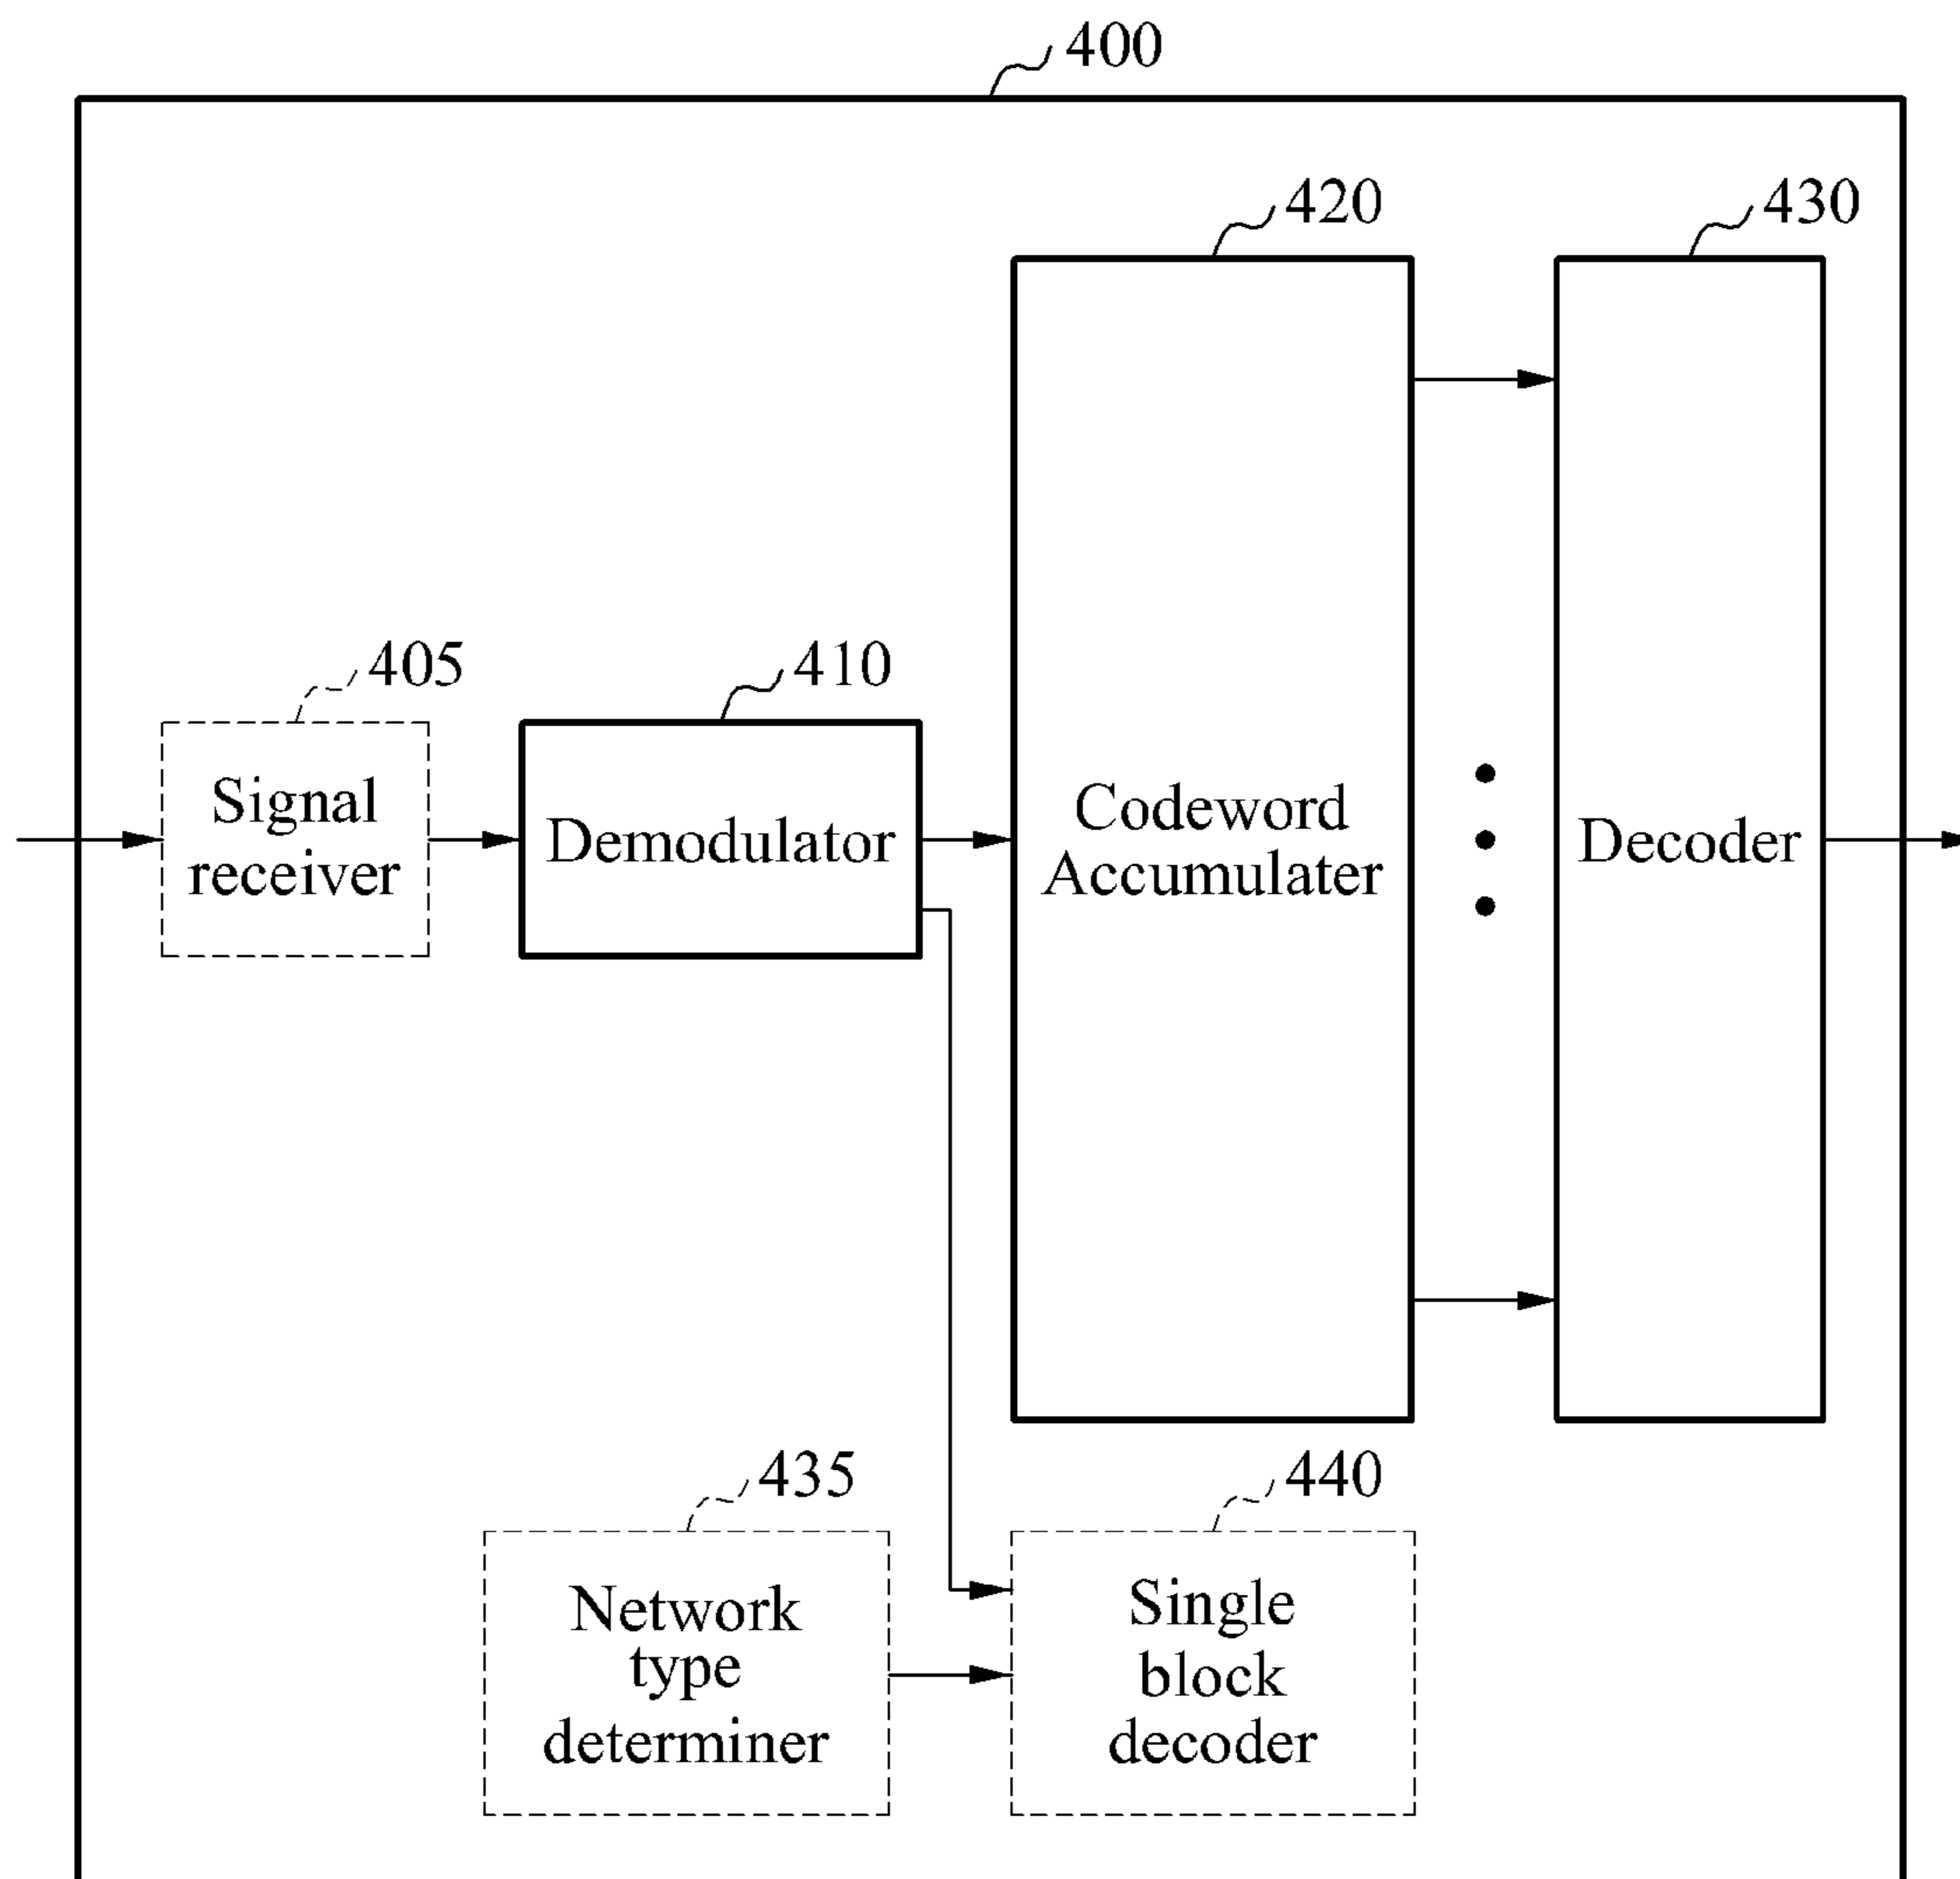 400
420
430
405
410
Signal
receiver
Demodulator
Codeword
Accumulater
Decoder
435
440
Network
type
determiner
Single
block
decoder